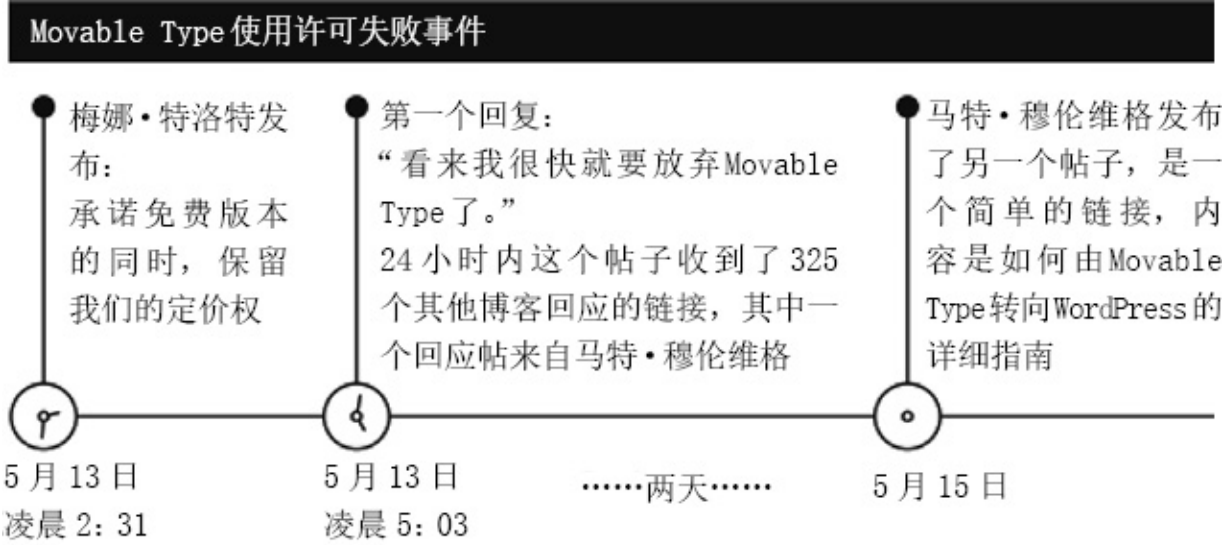 Movable Type使用许可失败事件
梅娜•特洛特发
布：
承诺免费版本
的同时，保留
我们的定价权
第一个回复：
“看来我很快就要放弃Movable
Type了。”
24小时内这个帖子收到了325
个其他博客回应的链接，其中一
个回应帖来自马特•穆伦维格
马特•穆伦维格发布
了另一个帖子，是一
个简单的链接，内
容是如何由Movable
Type转向WordPress的
详细指南
5月13日
凌晨2：31
5月13日
凌晨5：03
……两天……
5月15日